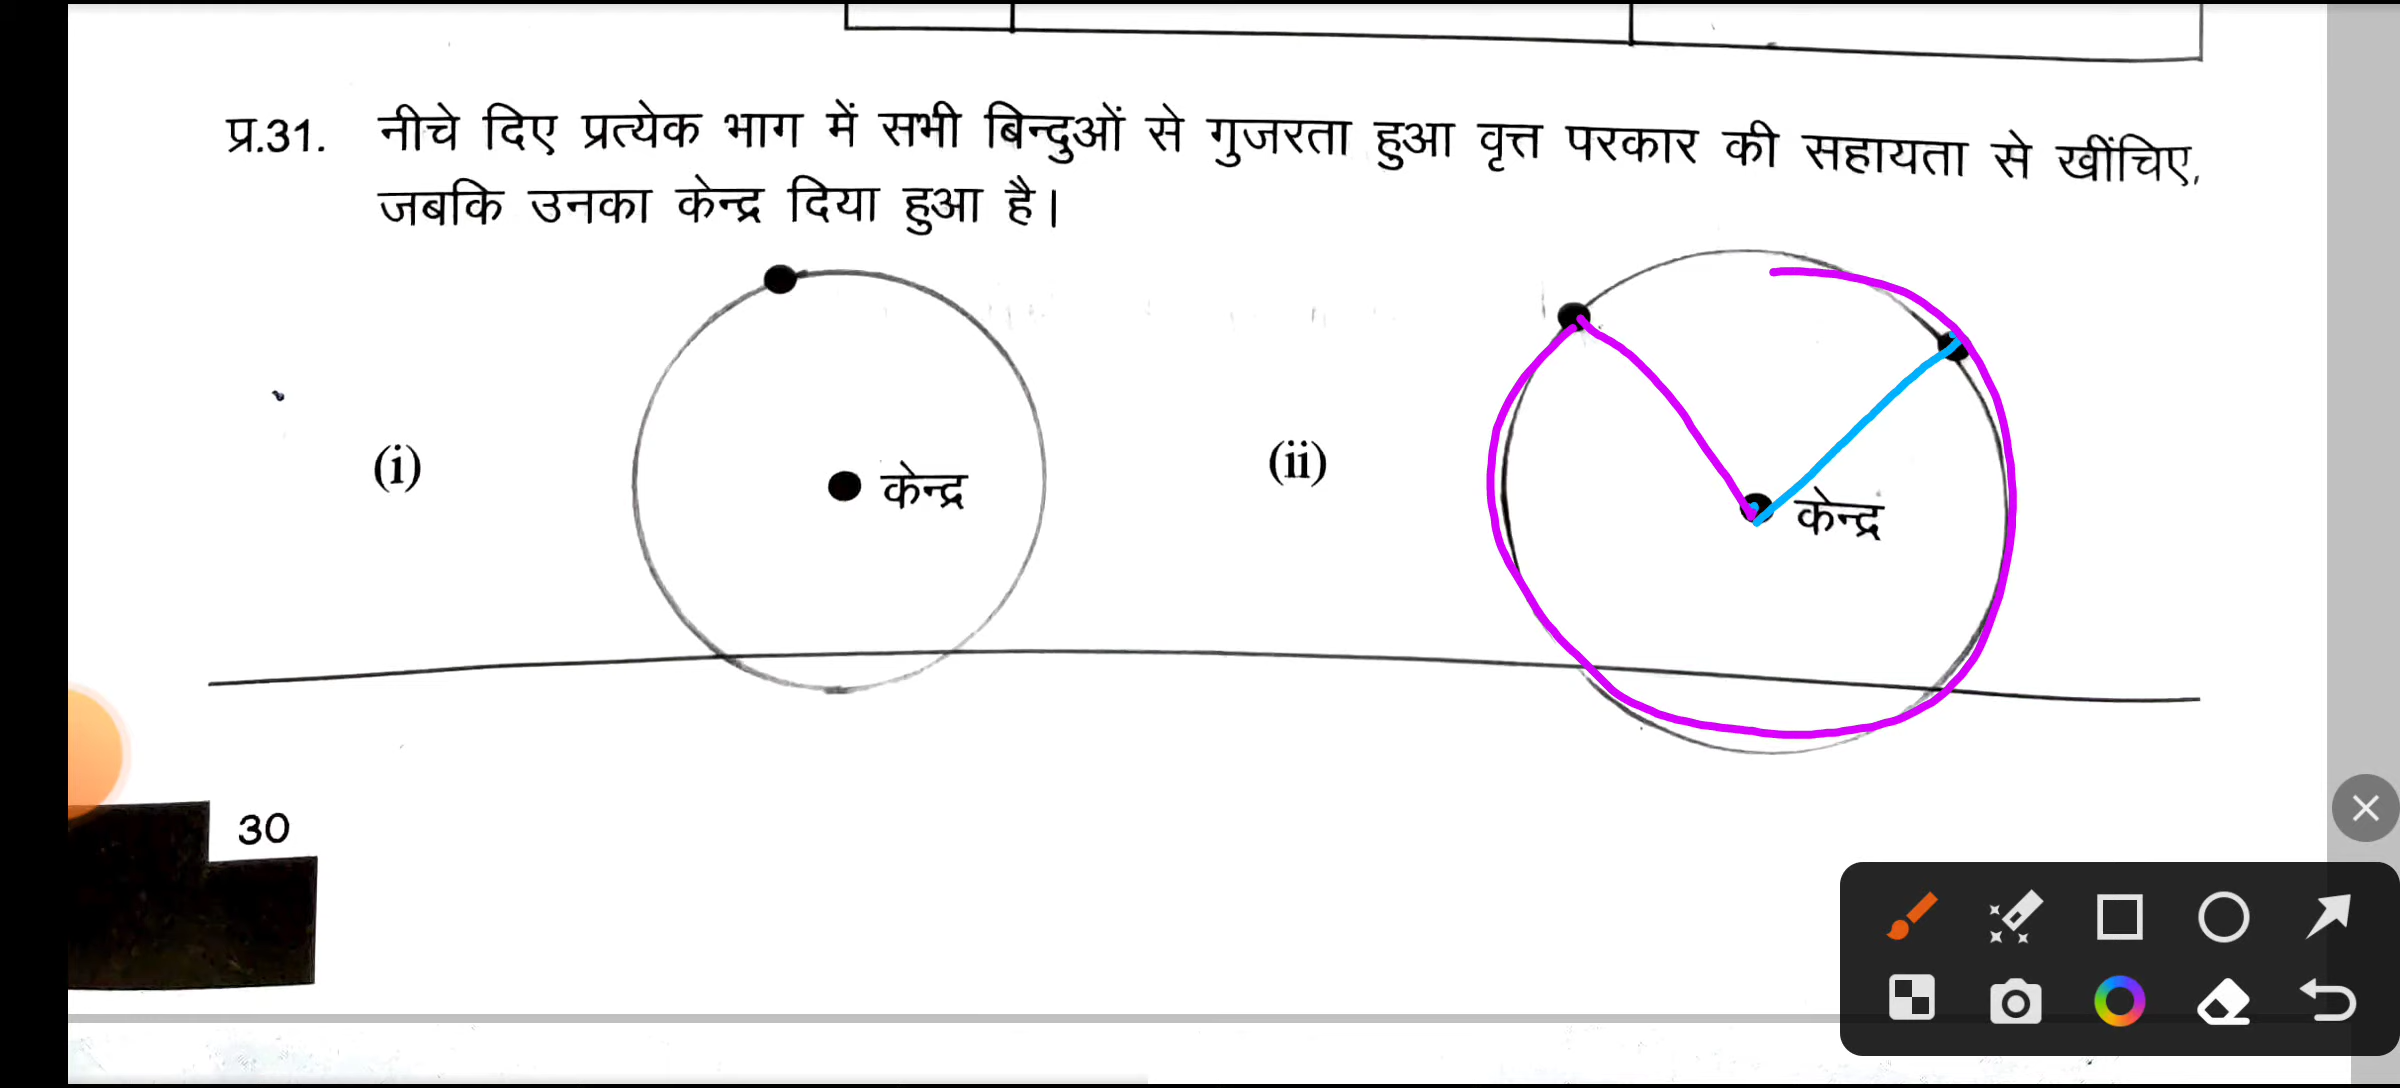 प्र.31. नीचे दिए प्रत्येक भाग में सभी बिन्दुओं से गुजरता हुआ वृत्त परकार की सहायता से खींचिए,
जबकि उनका केन्द्र दिया हुआ है।
(i) केन्द्र (ii) केन्द्र
30